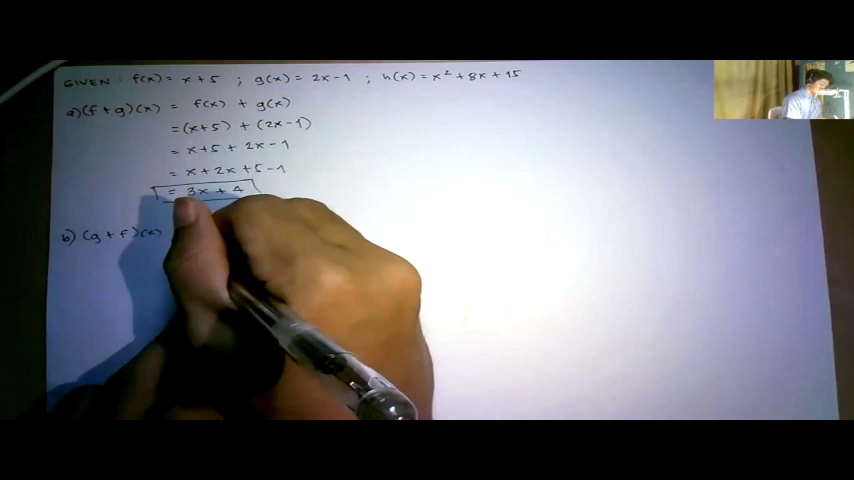 GIVEN : f(x) = x + 5 ; g(x) = 2x - 1 ; h(x) = x² + 8x + 15
a) (f + g)(x) = f(x) + g(x)
= (x+5) + (2x - 1)
= x + 5 + 2x - 1
= x + 2x + 5 - 1
= 3x + 4
b) (g + f)(x)